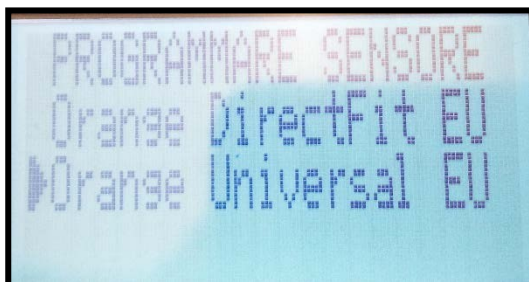 PROGRAMMARE SENSORE
Orange DirectFit EU
Orange Universal EU